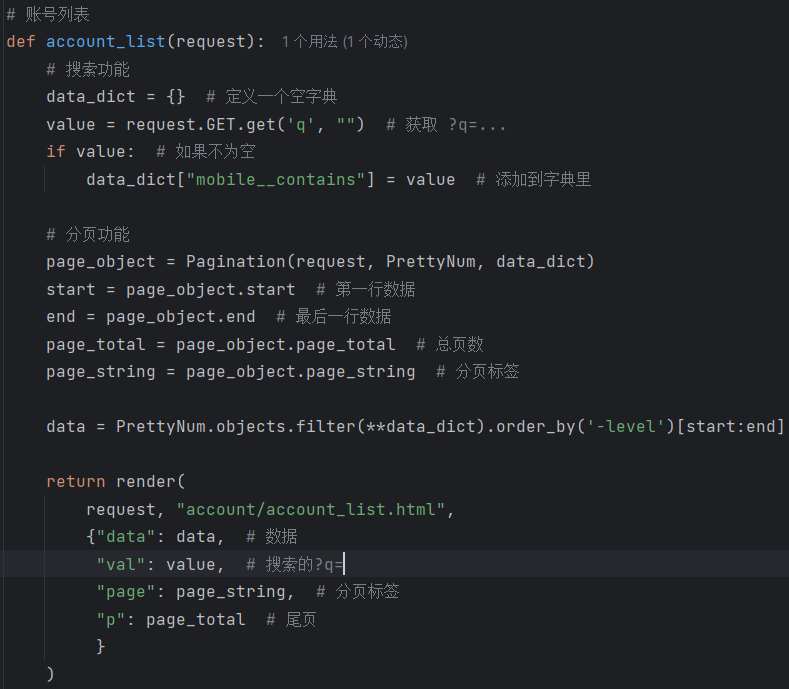 # 账号列表
def account_list(request): 1 个用法 (1 个动态)
# 搜索功能
data_dict = {} # 定义一个空字典
value = request.GET.get('q', "") # 获取 ?q=...
if value: # 如果不为空
data_dict["mobile__contains"] = value # 添加到字典里
# 分页功能
page_object = Pagination(request, PrettyNum, data_dict)
start = page_object.start # 第一行数据
end = page_object.end # 最后一行数据
page_total = page_object.page_total # 总页数
page_string = page_object.page_string # 分页标签
data = PrettyNum.objects.filter(**data_dict).order_by('-level')[start:end]
return render(
request, "account/account_list.html",
{"data": data, # 数据
"val": value, # 搜索的?q=
"page": page_string, # 分页标签
"p": page_total # 尾页
}
)